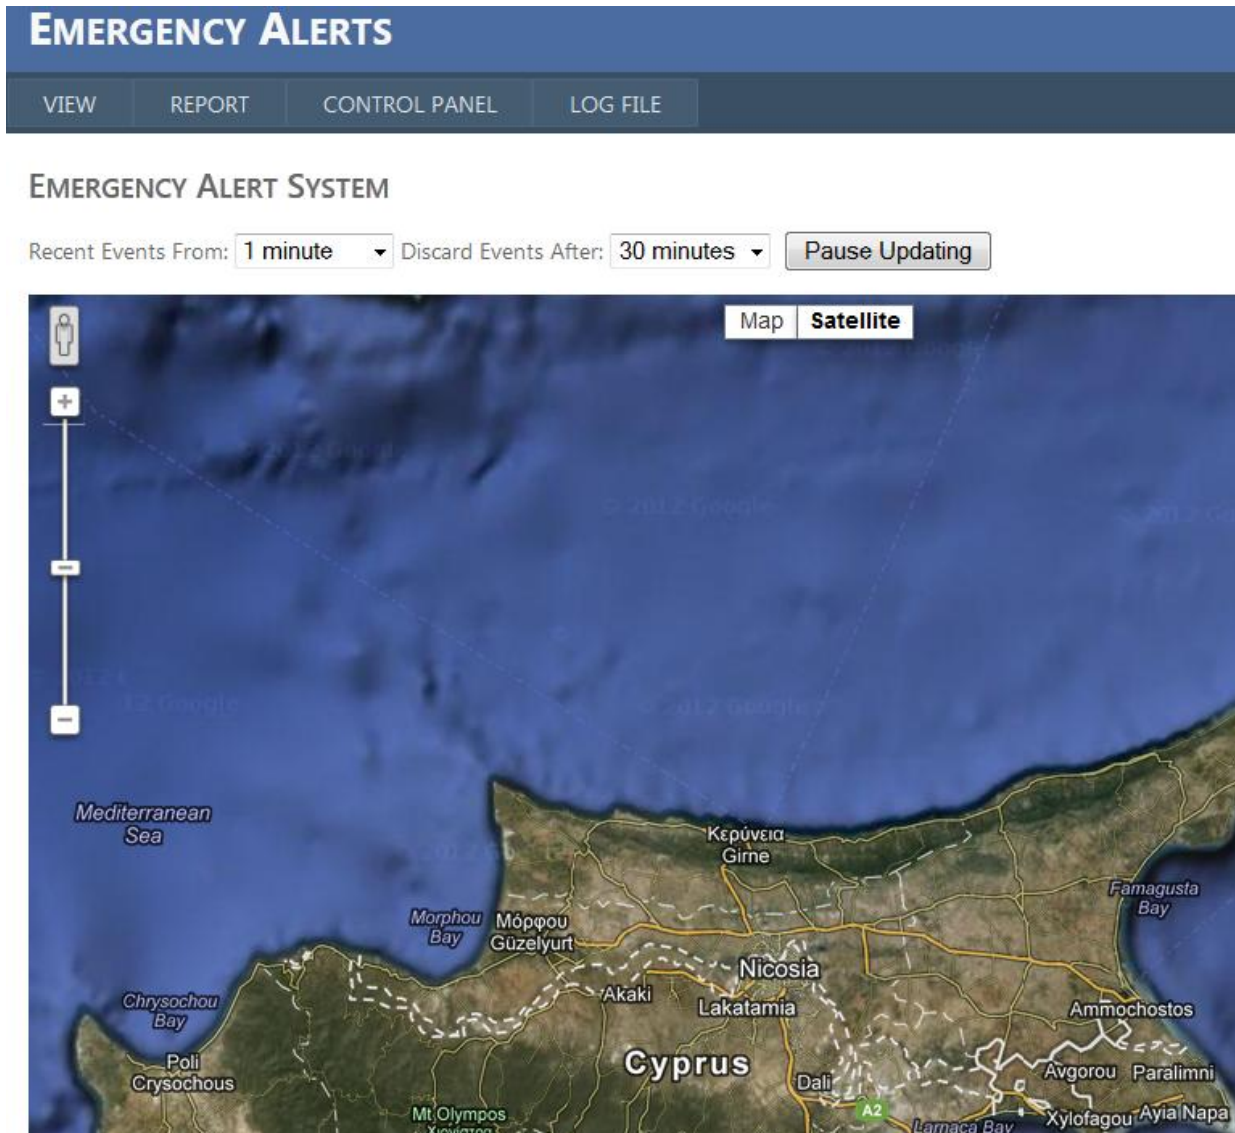 EMERGENCY ALERTS
VIEW REPORT CONTROL PANEL LOG FILE
EMERGENCY ALERT SYSTEM
Recent Events From: 1 minute Discard Events After: 30 minutes Pause Updating
Map Satellite
© 2012 Google
Mediterranean
Sea
Κερύνεια
Girne
Famagusta
Bay
Morphou
Bay
Μόρφου
Güzelyurt
Nicosia
Akaki
Lakatamia
Chrysochou
Bay
Ammochostos
Poli
Crysochous
Cyprus
Dali
Avgorou
Paralimni
A2
Mt Olympos
Larnaca Bay
Xylofagou
Ayia Napa